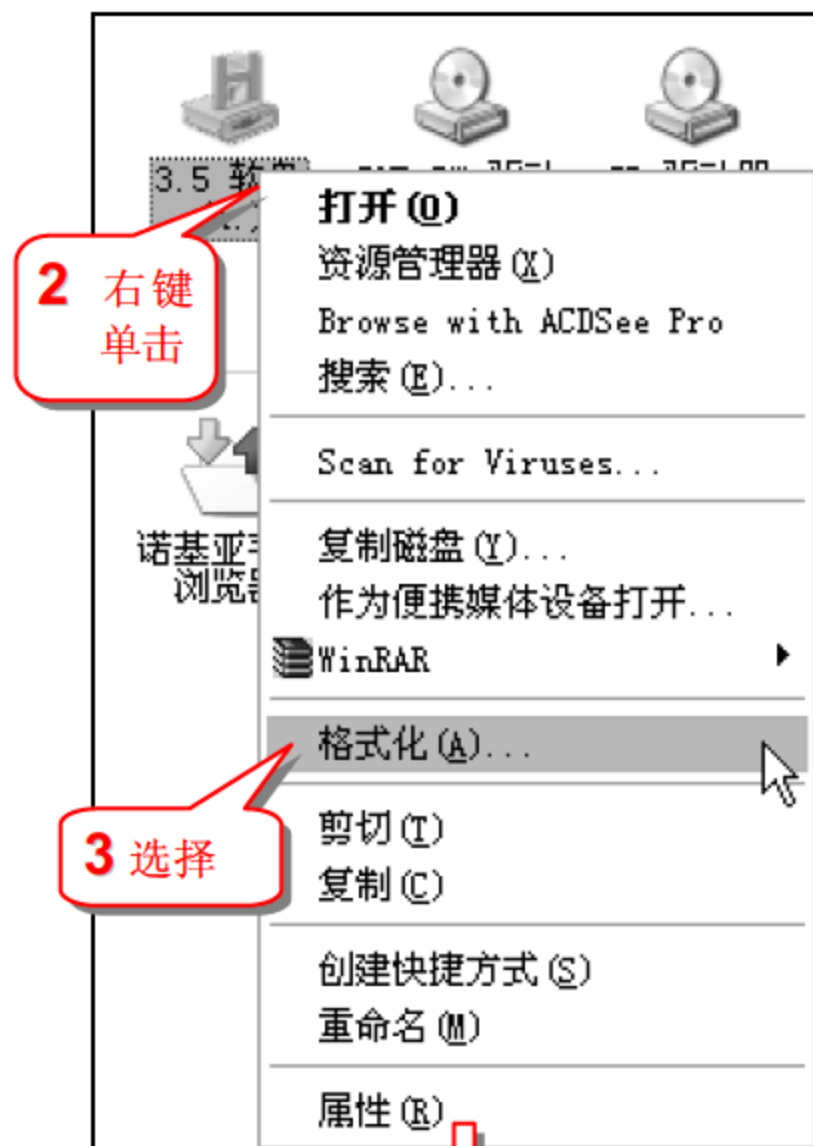 3.5
打开(O)
2 右键
单击
资源管理器(X)
Browse with ACDSee Pro
搜索(E)...
Scan for Viruses...
诺基亚
浏览
复制磁盘(Y)...
作为便携媒体设备打开...
WinRAR
格式化(A)...
3 选择
剪切(T)
复制(C)
创建快捷方式(S)
重命名(M)
属性(R)